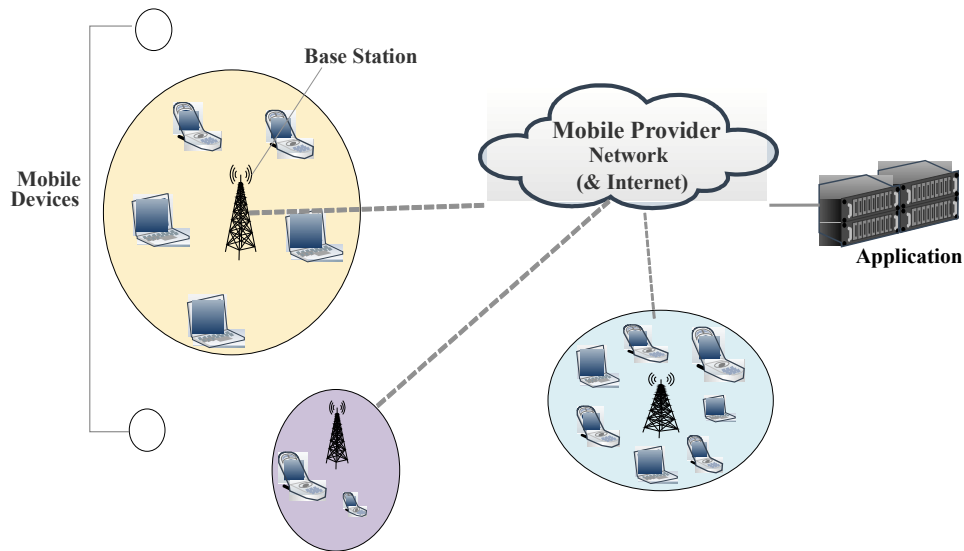 Base Station
Mobile Provider
Network
(& Internet)
Mobile
Devices
Application